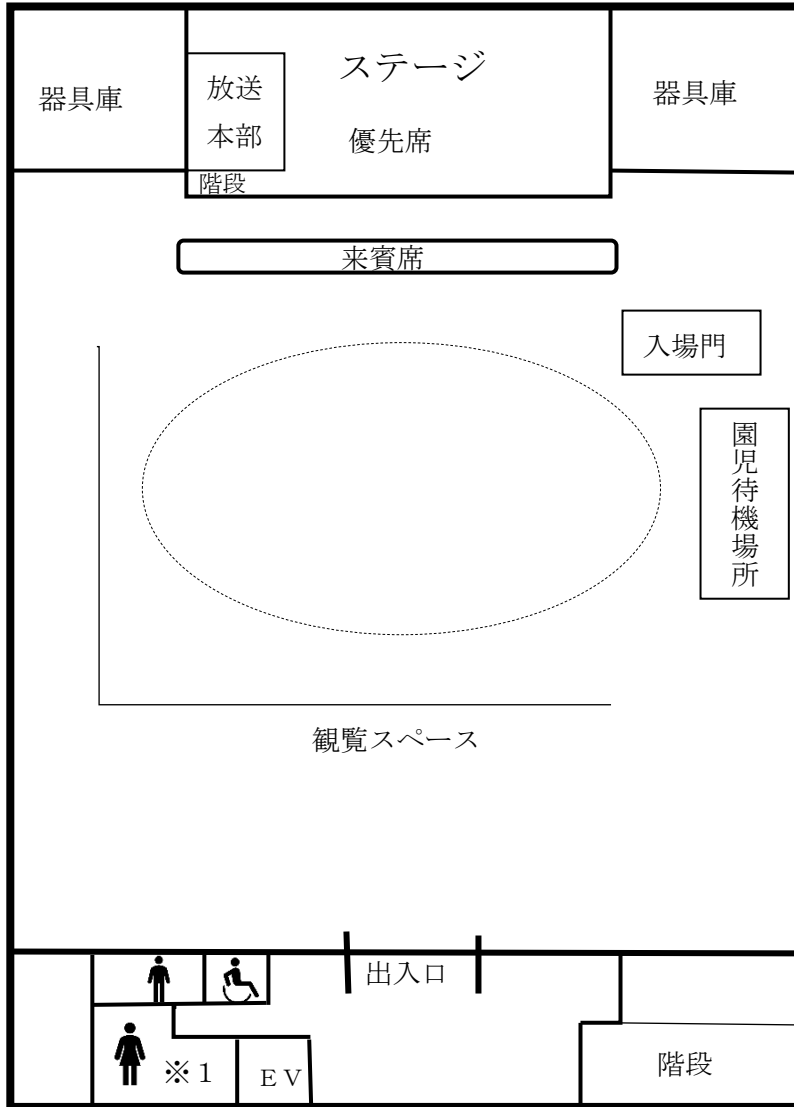 器具庫
放送
本部
ステージ
優先席
器具庫
階段
来賓席
入場門
園児待機場所
観覧スペース
出入口
※1
EV
階段